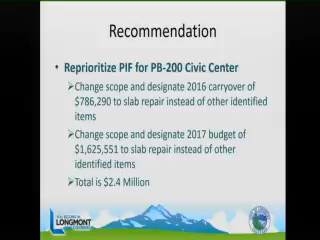 Recommendation
• Reprioritize PIF for PB-200 Civic Center
➢Change scope and designate 2016 carryover of
$786,290 to slab repair instead of other identified
items
➢Change scope and designate 2017 budget of
$1,625,551 to slab repair instead of other
identified items
➢Total is $2.4 Million
LONGMONT
COLORADO